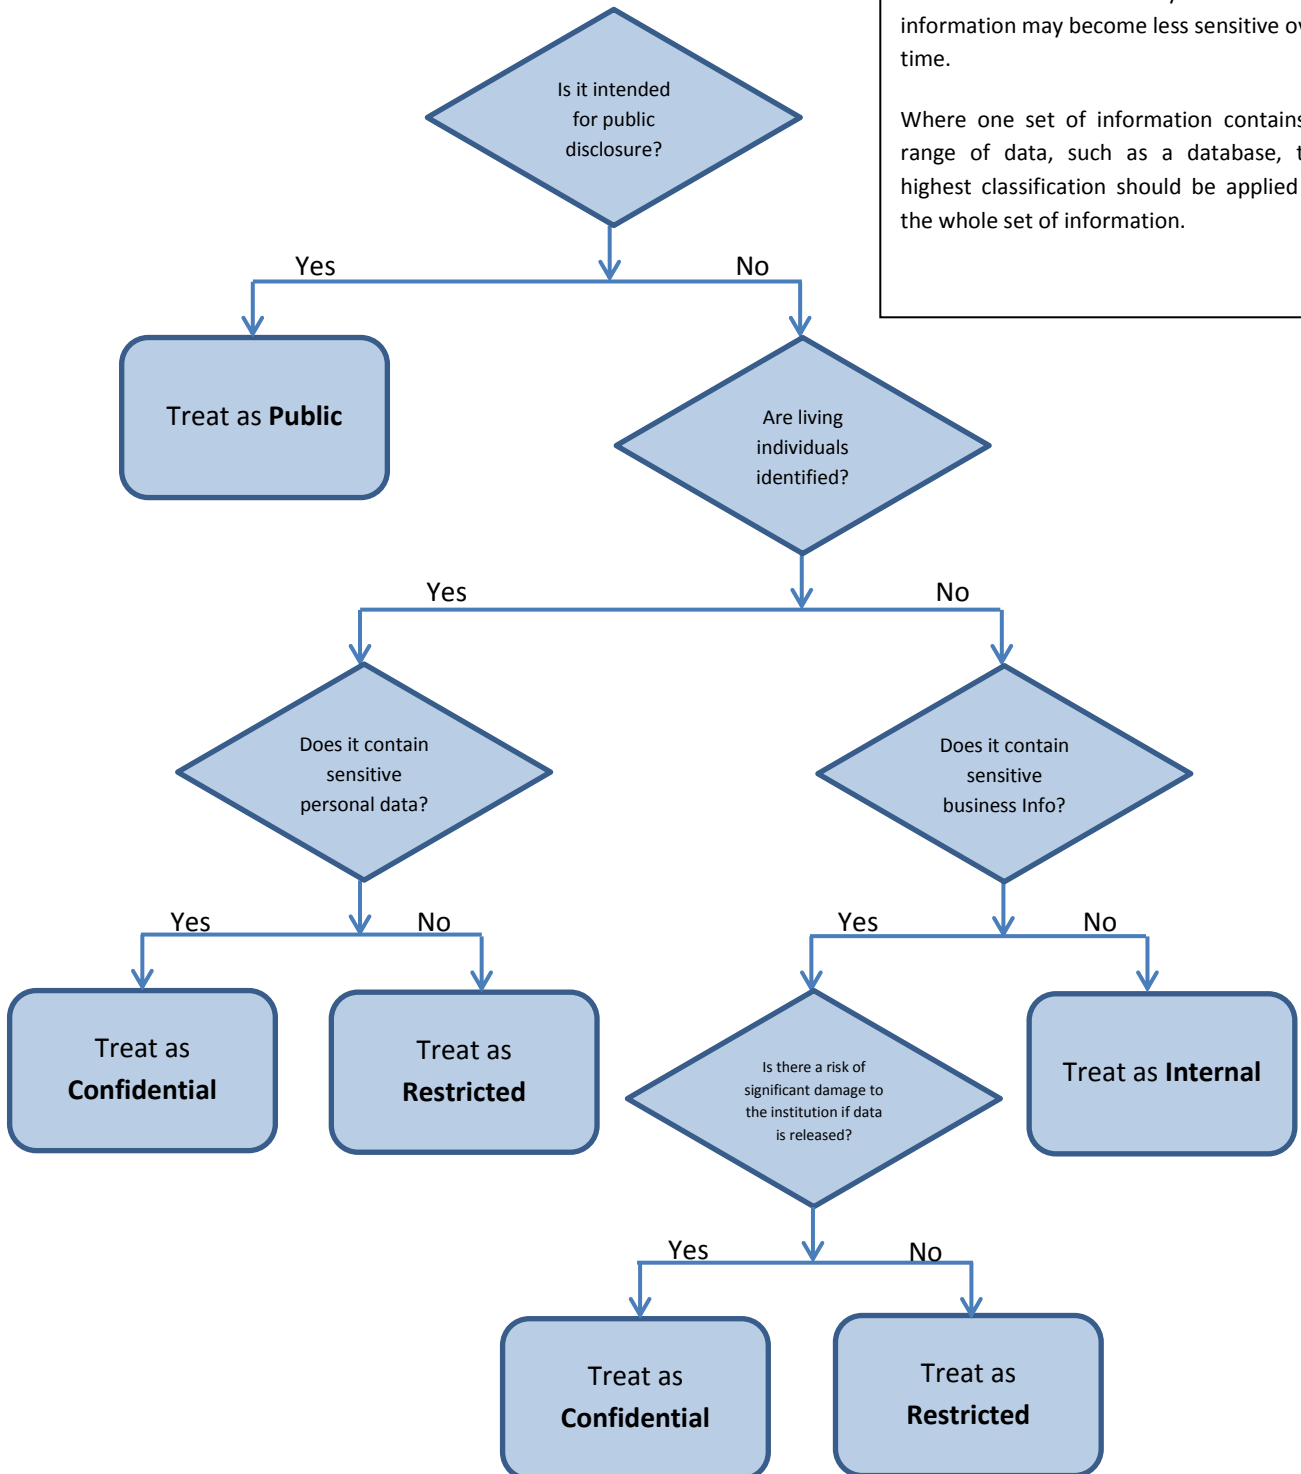 information may become less sensitive
time.
Where one set of information contains
range of data, such as a database,
highest classification should be applied
the whole set of information.
Is it intended
for public
disclosure?
Yes
No
Treat as Public
Are living
individuals
identified?
Yes
No
Does it contain
sensitive
personal data?
Does it contain
sensitive
business Info?
Yes
No
Yes
No
Treat as
Confidential
Treat as
Restricted
Is there a risk of
significant damage to
the institution if data
is released?
Treat as Internal
Yes
No
Treat as
Confidential
Treat as
Restricted